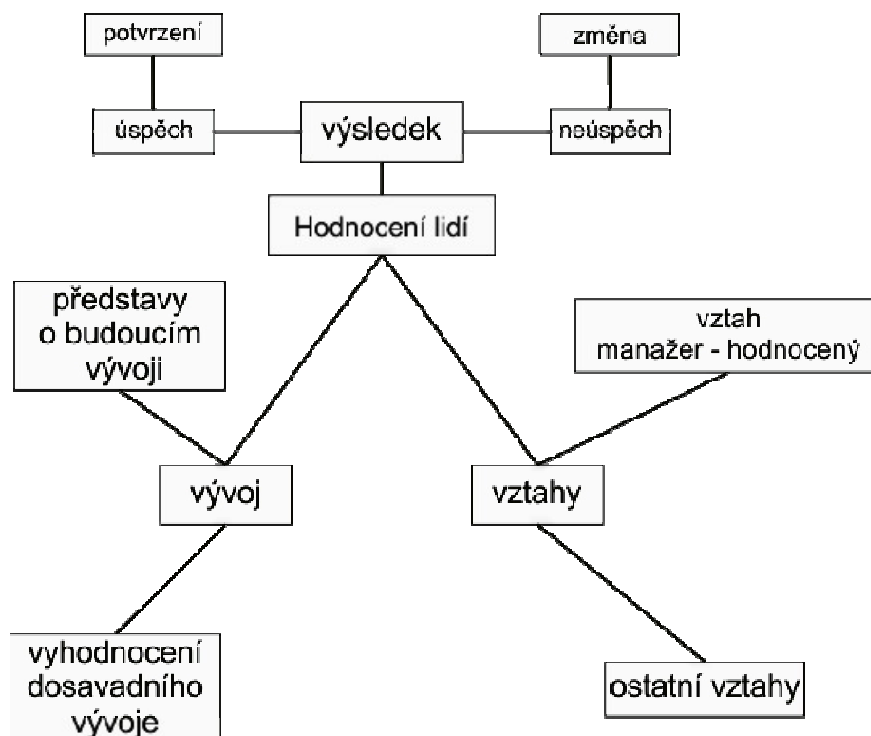 potvrzení
změna
úspěch
výsledek
neúspěch
Hodnocení lidí
představy
o budoucím
vývoji
vztah
manažer - hodnocený
vývoj
vztahy
vyhodnocení
dosavadního
vývoje
ostatní vztahy